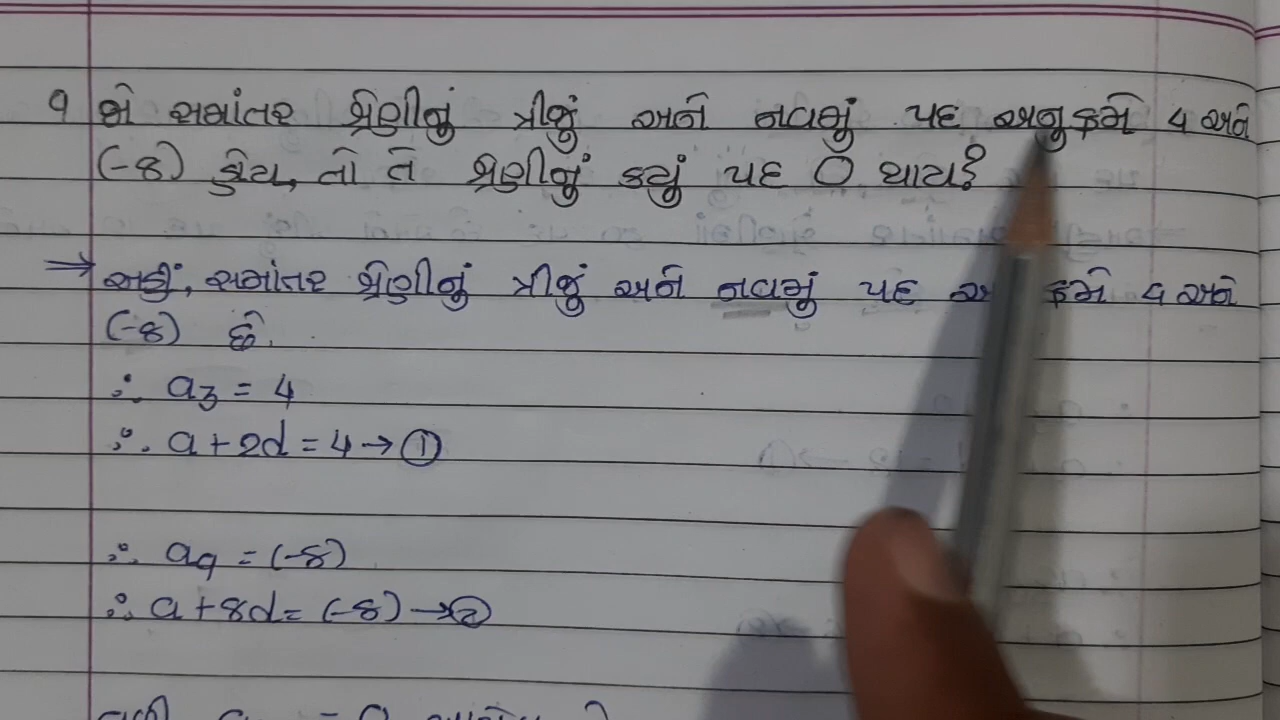 ૧ જો સમાંતર શ્રેણીનું ત્રીજું અને નવમું પદ અનુક્રમે 4 અને
(-8) હોય, તો તે શ્રેણીનું કયું પદ 0 થાય?
⇒ અહીં, સમાંતર શ્રેણીનું ત્રીજું અને નવમું પદ ક્રમે 4 અને
(-8) છે.
∴ a3 = 4
∴ a + 2d = 4 → ①
∴ a9 = (-8)
∴ a + 8d = (-8) → ②